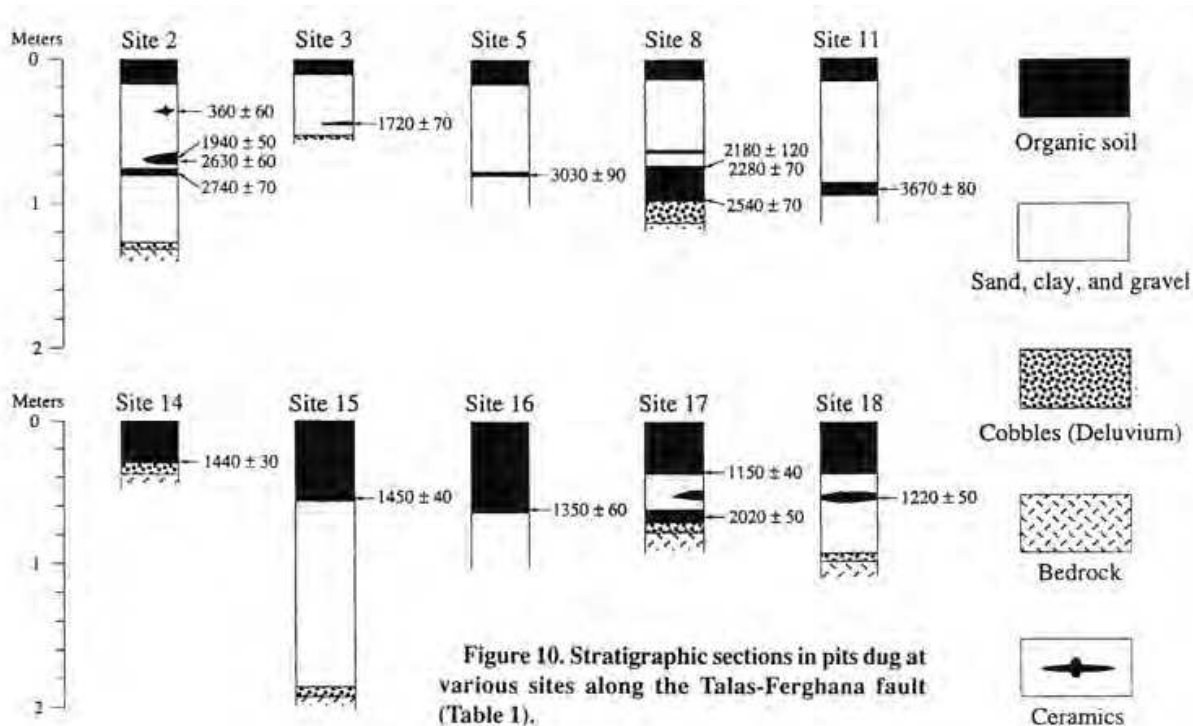 Meters
Site 2
Site 3
Site 5
Site 8
Site 11
0
1
2
360 ± 60
1940 ± 50
2630 ± 60
2740 ± 70
1720 ± 70
3030 ± 90
2180 ± 120
2280 ± 70
2540 ± 70
3670 ± 80
Organic soil
Sand, clay, and gravel
Cobbles (Deluvium)
Bedrock
Ceramics
Meters
Site 14
Site 15
Site 16
Site 17
Site 18
0
1
2
1440 ± 30
1450 ± 40
1350 ± 60
1150 ± 40
2020 ± 50
1220 ± 50
Figure 10. Stratigraphic sections in pits dug at
various sites along the Talas-Ferghana fault
(Table 1).